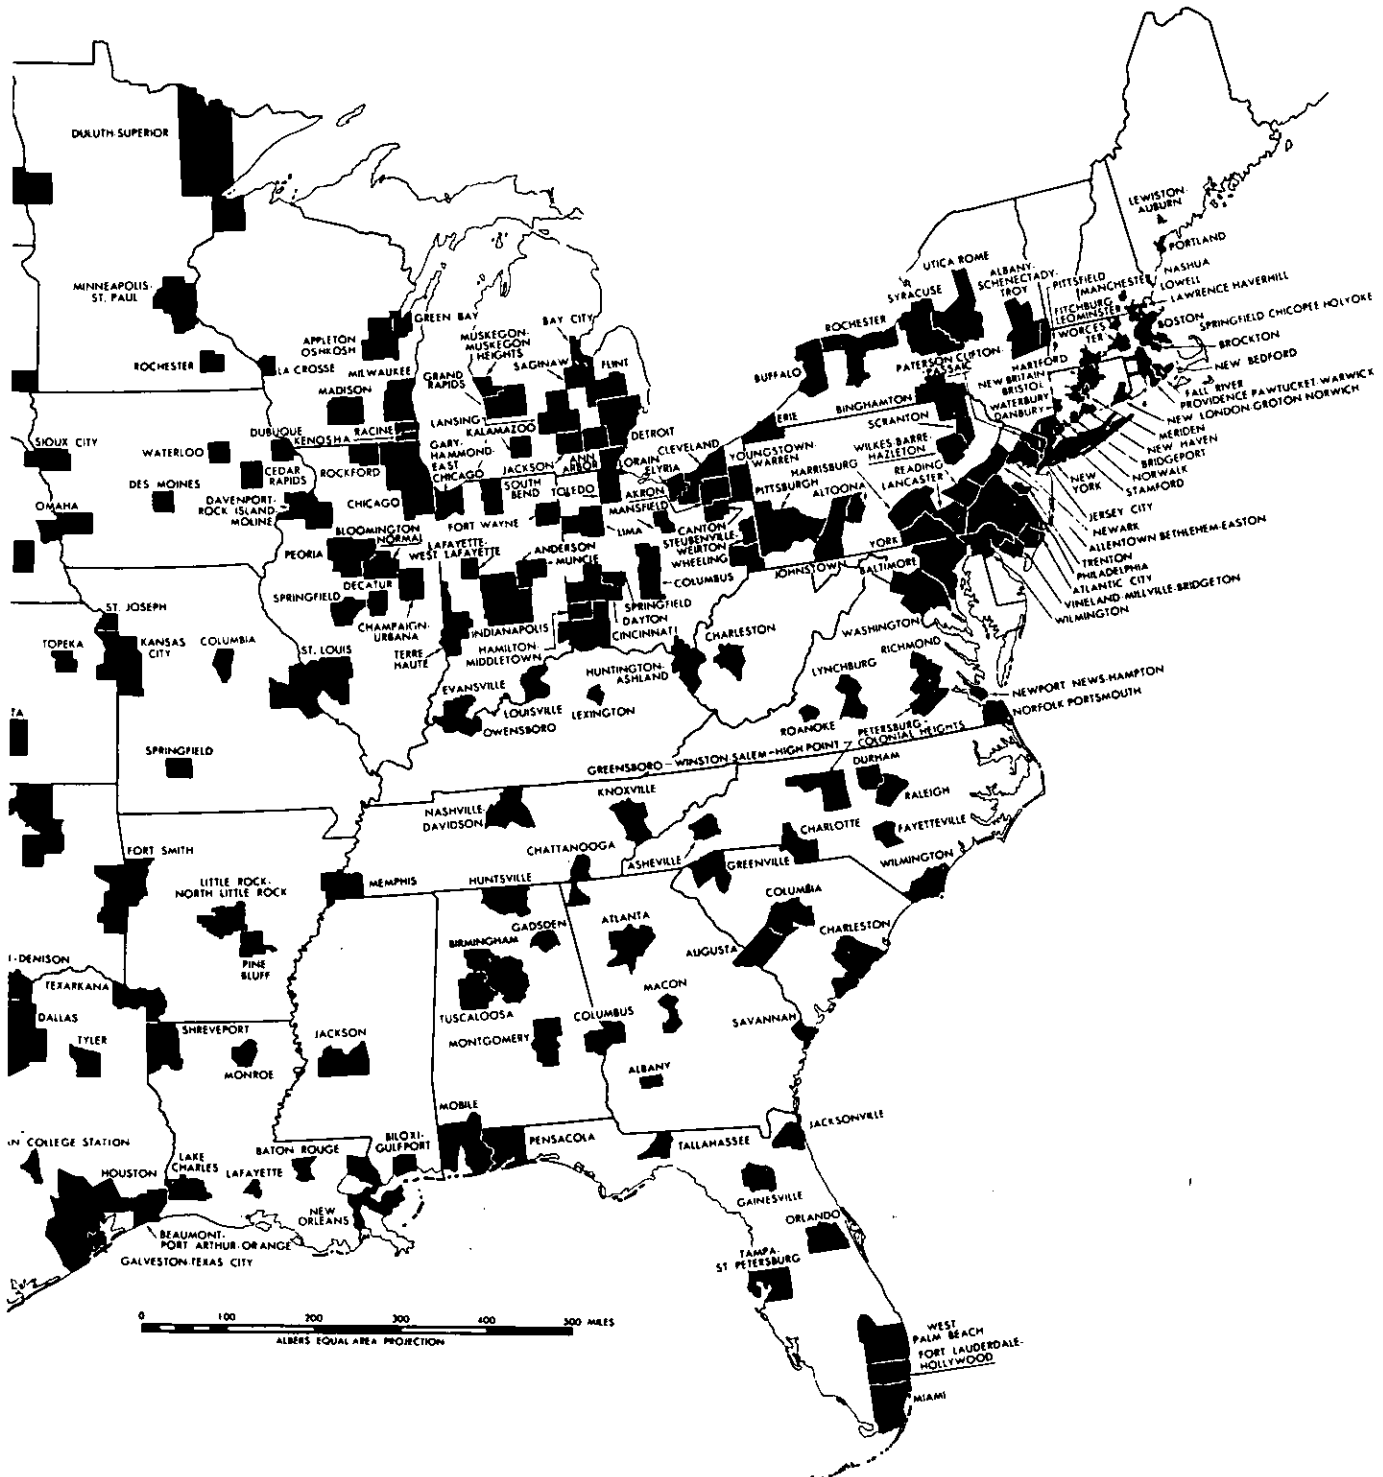 DULUTH-SUPERIOR
MINNEAPOLIS-
ST. PAUL
ROCHESTER
LA CROSSE
APPLETON
OSHKOSH
GREEN BAY
MILWAUKEE
MADISON
RACINE
KENOSHA
MUSKEGON-
MUSKEGON
HEIGHTS
GRAND
RAPIDS
BAY CITY
SAGINAW
FLINT
LANSING
KALAMAZOO
JACKSON
ANN
ARBOR
DETROIT
SIOUX CITY
WATERLOO
DUBUQUE
CEDAR
RAPIDS
DES MOINES
DAVENPORT-
ROCK ISLAND-
MOLINE
OMAHA
ROCKFORD
CHICAGO
GARY-
HAMMOND-
EAST
CHICAGO
SOUTH
BEND
TOLEDO
FORT WAYNE
LIMA
LORAIN
ELYRIA
CLEVELAND
AKRON
MANSFIELD
CANTON
YOUNGSTOWN-
WARREN
STEUBENVILLE-
WEIRTON
WHEELING
PEORIA
BLOOMINGTON
NORMAL
LAFAYETTE-
WEST LAFAYETTE
ANDERSON
MUNCIE
COLUMBUS
SPRINGFIELD
DECATUR
CHAMPAIGN-
URBANA
TERRE
HAUTE
INDIANAPOLIS
HAMILTON-
MIDDLETOWN
SPRINGFIELD
DAYTON
CINCINNATI
LEWISTON-
AUBURN
PORTLAND
UTICA ROME
ALBANY-
SCHENECTADY-
TROY
PITTSFIELD
MANCHESTER
NASHUA
LOWELL
LAWRENCE HAVERHILL
FITCHBURG
LEOMINSTER
WORCES
TER
BOSTON
SPRINGFIELD CHICOPEE HOLYOKE
BROCKTON
NEW BEDFORD
FALL RIVER
PROVIDENCE PAWTUCKET-WARWICK
NEW LONDON-GROTON NORWICH
MERIDEN
NEW HAVEN
BRIDGEPORT
NORWALK
STAMFORD
SYRACUSE
ROCHESTER
BUFFALO
PATERSON CLIFTON-
PASSAIC
HARTFORD
NEW BRITAIN
BRISTOL
WATERBURY
DANBURY
BINGHAMTON
SCRANTON
ERIE
WILKES-BARRE-
HAZLETON
READING
LANCASTER
HARRISBURG
PITTSBURGH
ALTOONA
YORK
JOHNSTOWN
BALTIMORE
NEW
YORK
JERSEY CITY
NEWARK
ALLENTOWN BETHLEHEM-EASTON
TRENTON
PHILADELPHIA
ATLANTIC CITY
VINELAND-MILLVILLE-BRIDGETON
WILMINGTON
WASHINGTON
ST. JOSEPH
TOPEKA
KANSAS
CITY
COLUMBIA
ST. LOUIS
EVANSVILLE
LOUISVILLE
OWENSBORO
LEXINGTON
HUNTINGTON-
ASHLAND
CHARLESTON
LYNCHBURG
RICHMOND
NEWPORT NEWS-HAMPTON
NORFOLK PORTSMOUTH
ROANOKE
PETERSBURG-
COLONIAL HEIGHTS
TA
SPRINGFIELD
GREENSBORO-WINSTON SALEM-HIGH POINT
DURHAM
RALEIGH
NASHVILLE-
DAVIDSON
KNOXVILLE
CHATTANOOGA
ASHEVILLE
CHARLOTTE
FAYETTEVILLE
GREENVILLE
WILMINGTON
FORT SMITH
LITTLE ROCK-
NORTH LITTLE ROCK
PINE
BLUFF
MEMPHIS
HUNTSVILLE
GADSDEN
BIRMINGHAM
ATLANTA
COLUMBIA
AUGUSTA
CHARLESTON
TUSCALOOSA
MONTGOMERY
COLUMBUS
MACON
ALBANY
SAVANNAH
I-DENISON
TEXARKANA
DALLAS
TYLER
SHREVEPORT
MONROE
JACKSON
MOBILE
PENSACOLA
TALLAHASSEE
JACKSONVILLE
GAINESVILLE
ORLANDO
TAMPA-
ST PETERSBURG
WEST
PALM BEACH
FORT LAUDERDALE-
HOLLYWOOD
MIAMI
AN COLLEGE STATION
HOUSTON
LAKE
CHARLES
LAFAYETTE
BATON ROUGE
BILOXI-
GULFPORT
NEW
ORLEANS
BEAUMONT-
PORT ARTHUR-ORANGE
GALVESTON-TEXAS CITY
0 100 200 300 400 500 MILES
ALBERS EQUAL AREA PROJECTION